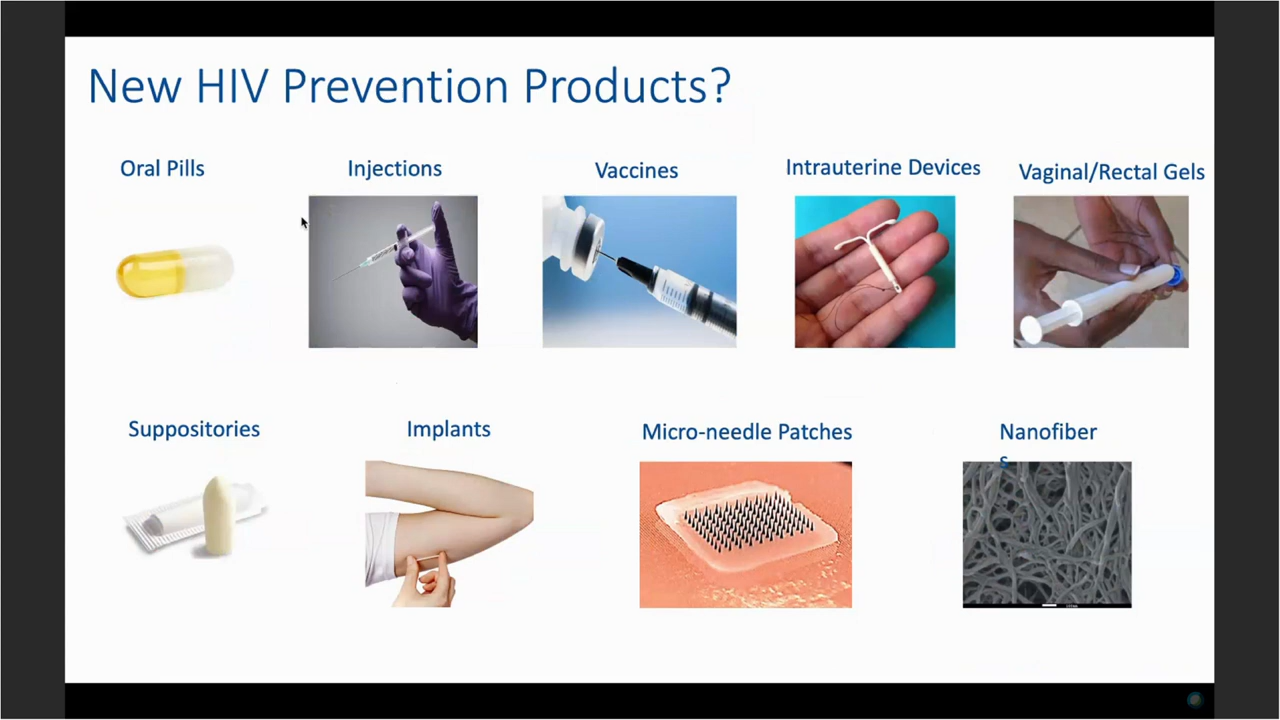 New HIV Prevention Products?
Oral Pills
Injections
Vaccines
Intrauterine Devices
Vaginal/Rectal Gels
Suppositories
Implants
Micro-needle Patches
Nanofiber
s